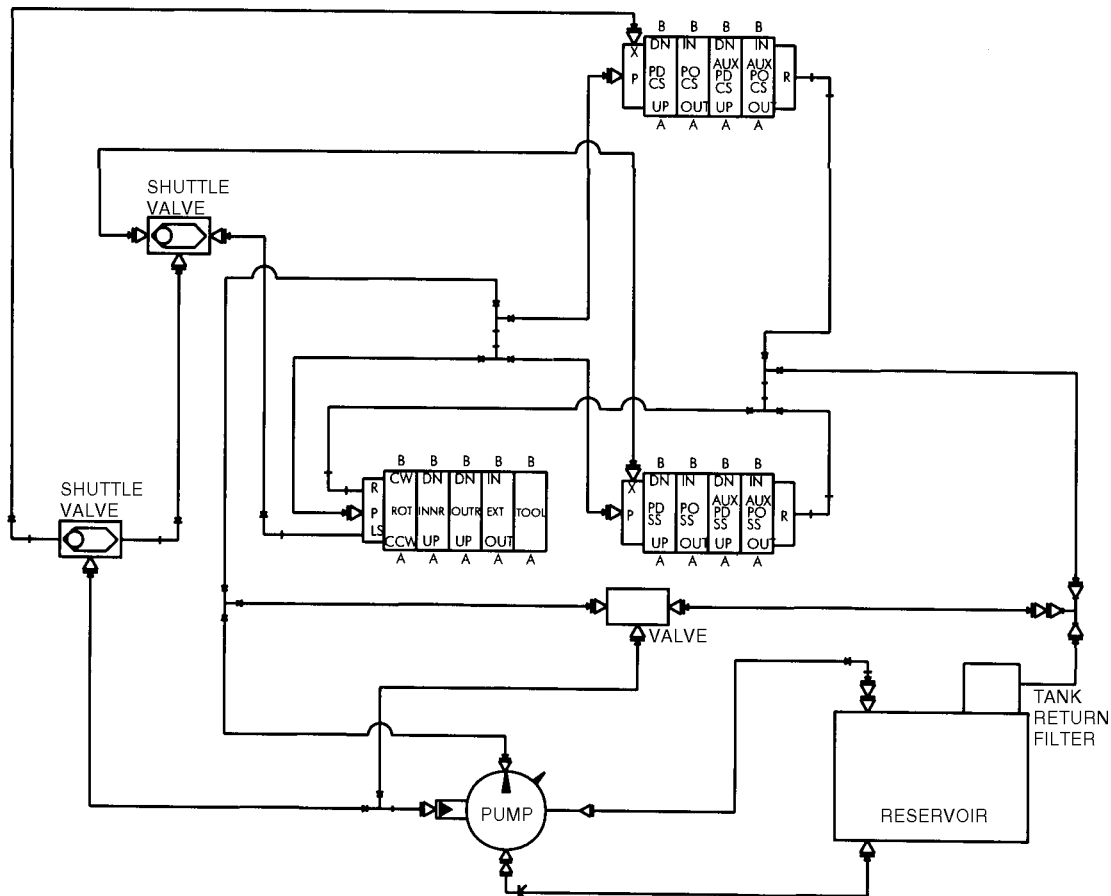 B B B B
X DN IN DN IN
P PD CS PO CS AUX PD CS AUX PO CS R
UP OUT UP OUT
A A A A
SHUTTLE
VALVE
B B B B B
R CW DN DN IN
P ROT INNR OUTR EXT TOOL
LS CCW UP UP OUT
A A A A A
B B B B
X DN IN DN IN
P PD SS PO SS AUX PD SS AUX PO SS R
UP OUT UP OUT
A A A A
SHUTTLE
VALVE
VALVE
TANK
RETURN
FILTER
PUMP
RESERVOIR